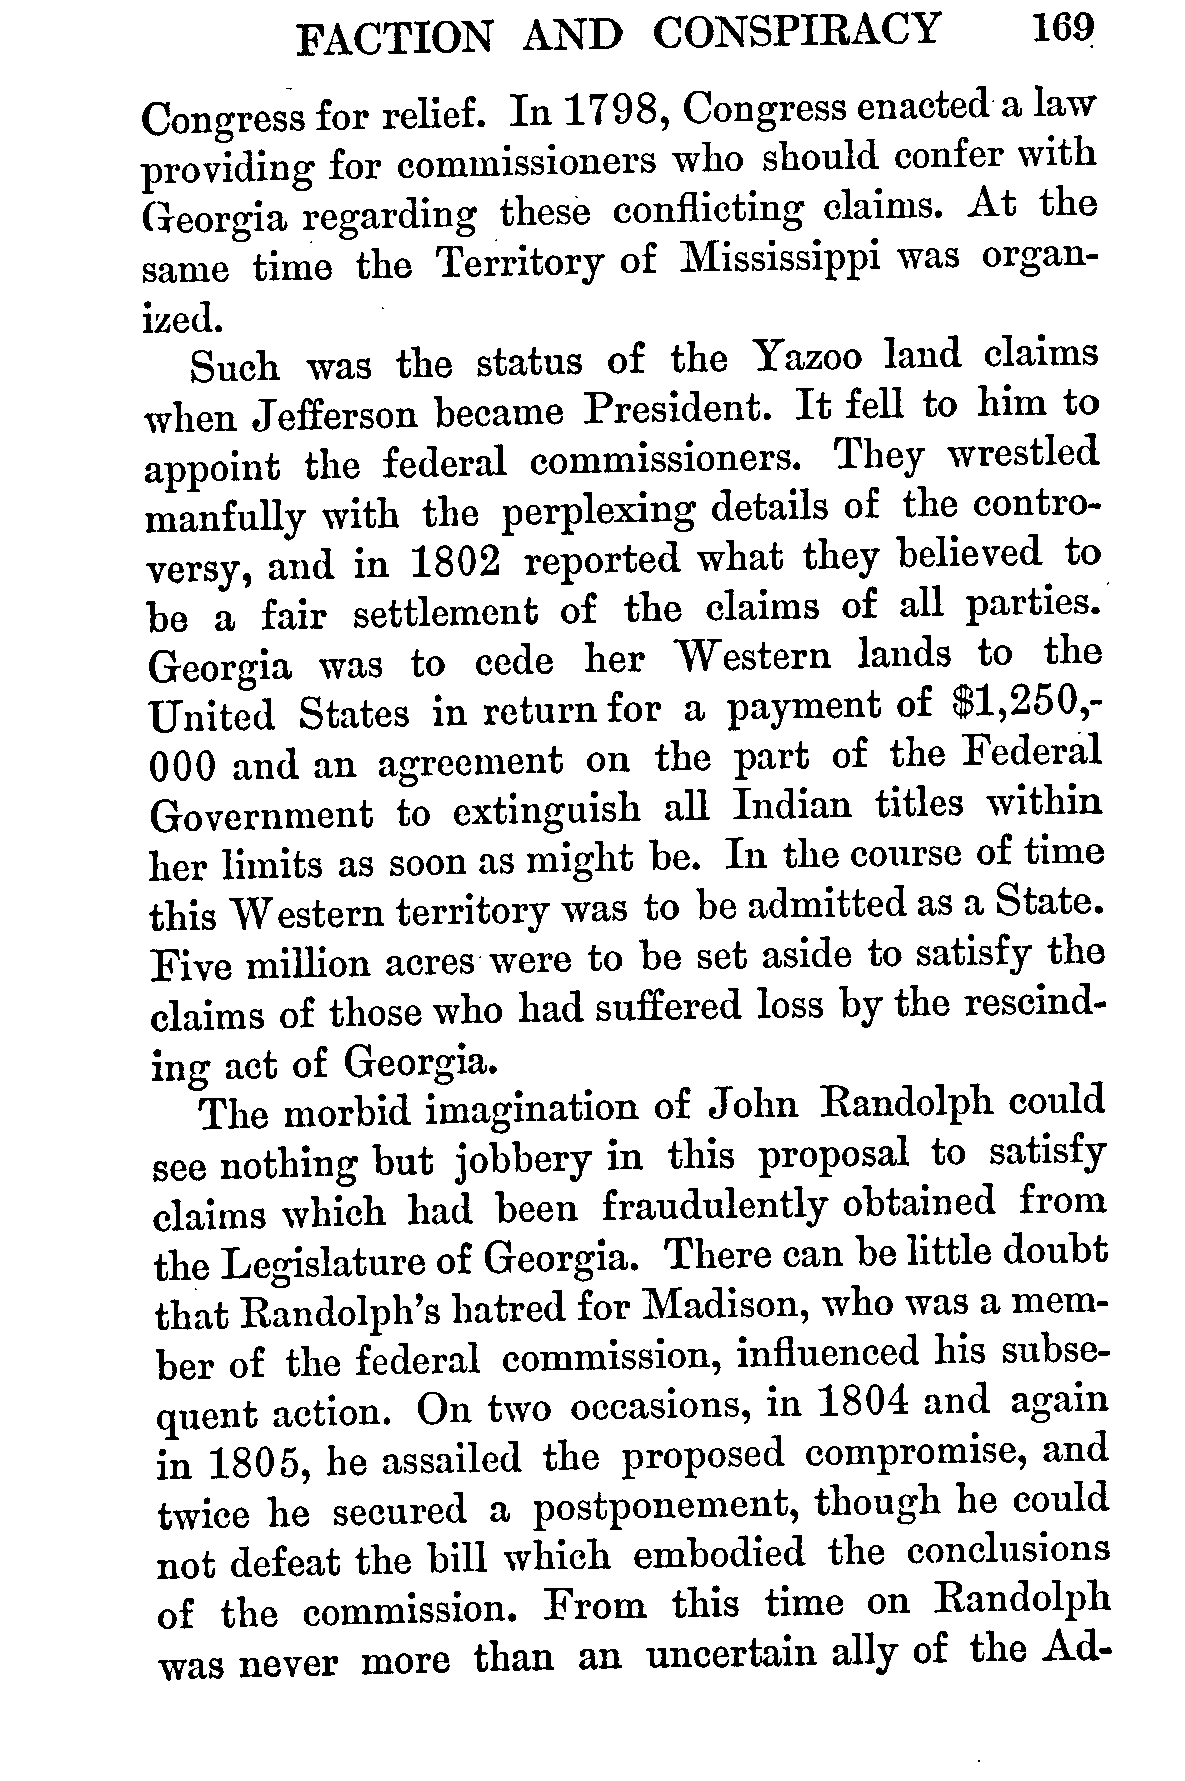 FACTION AND CONSPIRACY 169
Congress for relief. In 1798, Congress enacted a law
providing for commissioners who should confer with
Georgia regarding these conflicting claims. At the
same time the Territory of Mississippi was organ-
ized.
Such was the status of the Yazoo land claims
when Jefferson became President. It fell to him to
appoint the federal commissioners. They wrestled
manfully with the perplexing details of the contro-
versy, and in 1802 reported what they believed to
be a fair settlement of the claims of all parties.
Georgia was to cede her Western lands to the
United States in return for a payment of $1,250,-
000 and an agreement on the part of the Federal
Government to extinguish all Indian titles within
her limits as soon as might be. In the course of time
this Western territory was to be admitted as a State.
Five million acres were to be set aside to satisfy the
claims of those who had suffered loss by the rescind-
ing act of Georgia.
The morbid imagination of John Randolph could
see nothing but jobbery in this proposal to satisfy
claims which had been fraudulently obtained from
the Legislature of Georgia. There can be little doubt
that Randolph's hatred for Madison, who was a mem-
ber of the federal commission, influenced his subse-
quent action. On two occasions, in 1804 and again
in 1805, he assailed the proposed compromise, and
twice he secured a postponement, though he could
not defeat the bill which embodied the conclusions
of the commission. From this time on Randolph
was never more than an uncertain ally of the Ad-